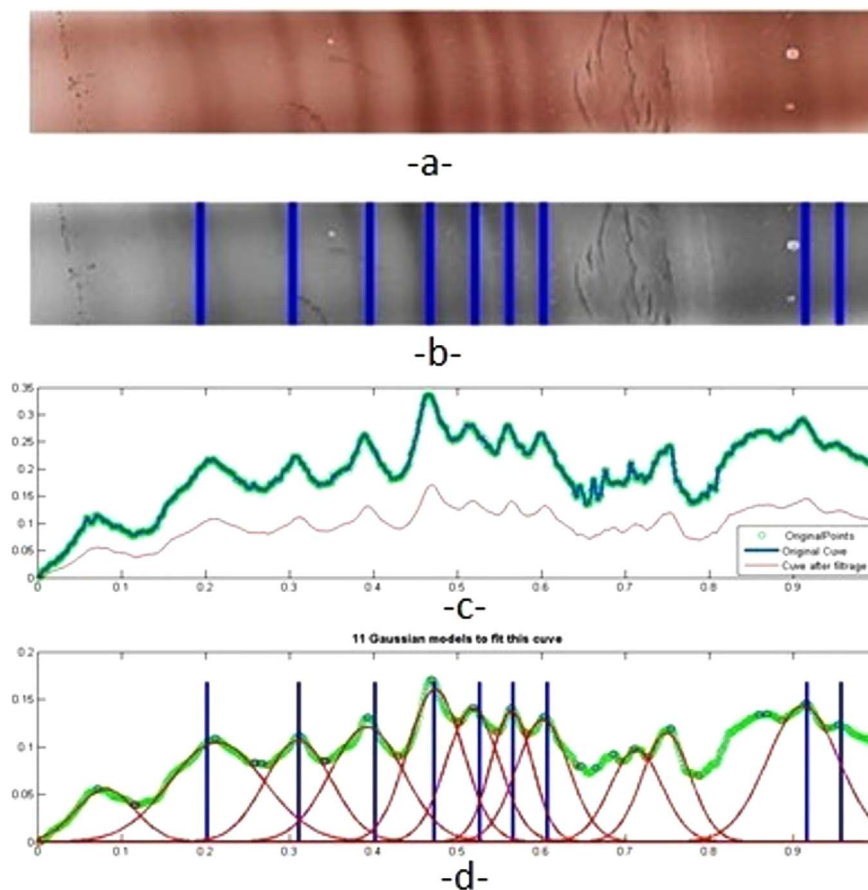 -a-
-b-
0.35
0.3
0.25
0.2
0.15
0.1
0.05
0
OriginalPoints
Original Cuve
Cuve after filtrage
0 0.1 0.2 0.3 0.4 0.5 0.6 0.7 0.8 0.9
-c-
11 Gaussian models to fit this cuve
0.2
0.15
0.1
0.05
0
0 0.1 0.2 0.3 0.4 0.5 0.6 0.7 0.8 0.9
-d-